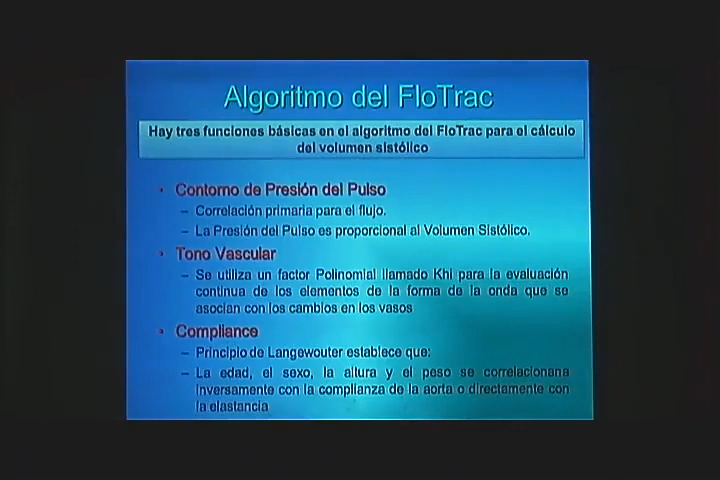 Algoritmo del FloTrac
Hay tres funciones básicas en el algoritmo del FloTrac para el cálculo
del volumen sistólico
• Contorno de Presión del Pulso
– Correlación primaria para el flujo.
– La Presión del Pulso es proporcional al Volumen Sistólico.
• Tono Vascular
– Se utiliza un factor Polinomial llamado Khi para la evaluación
continua de los elementos de la forma de la onda que se
asocian con los cambios en los vasos
• Compliance
– Principio de Langewouter establece que:
– La edad, el sexo, la altura y el peso se correlacionana
inversamente con la complianza de la aorta o directamente con
la elastancia